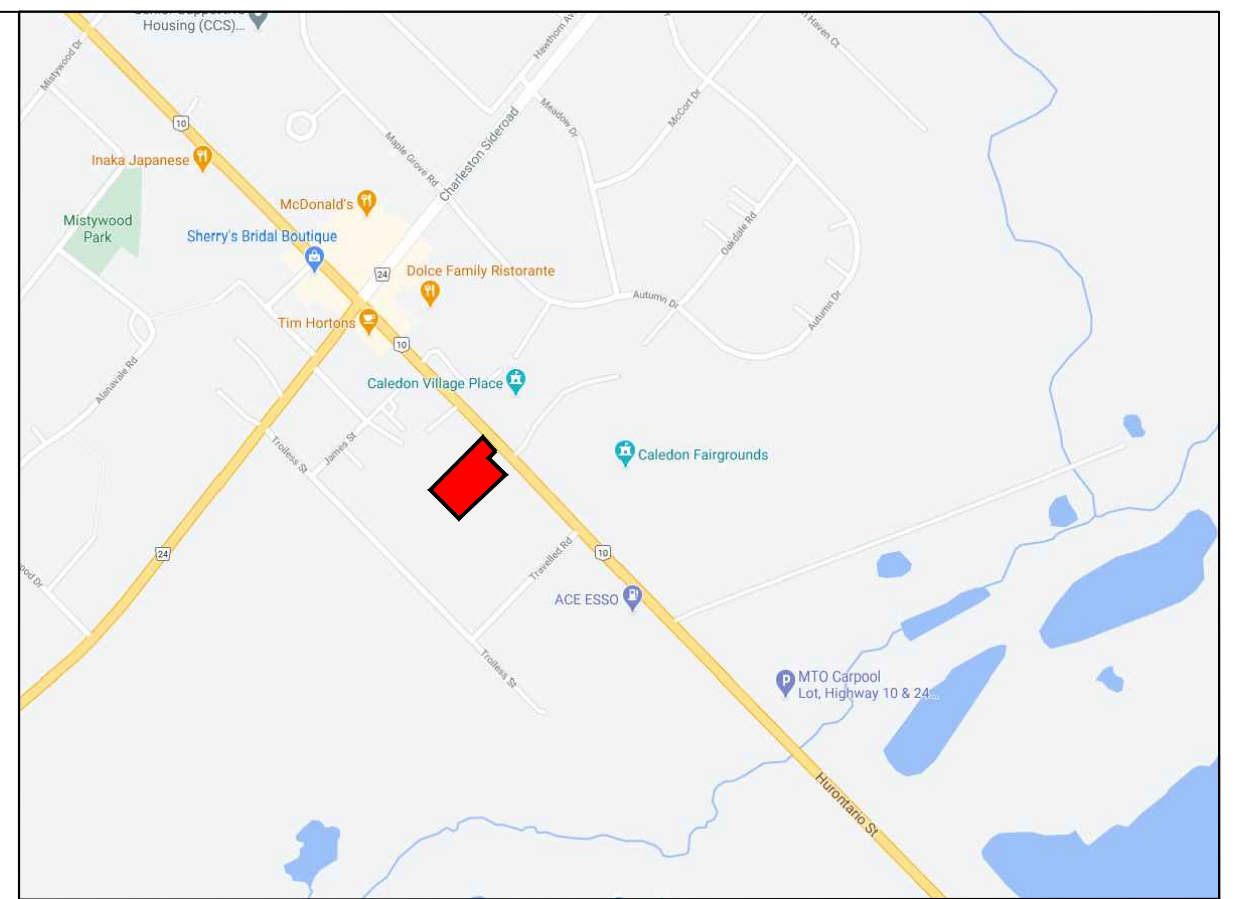 Housing (CCS)...
Mistywood Dr
Hawthorn Av
Haven Ct
10
Meadow Dr
McCort Dr
Maple Grove Rd
Charleston Sideroad
Inaka Japanese
McDonald's
Mistywood
Park
Sherry's Bridal Boutique
Oakdale Rd
24
Dolce Family Ristorante
Autumn Dr
Autumn Dr
Tim Hortons
10
Alanavale Rd
Caledon Village Place
Troiless St
James St
Caledon Fairgrounds
24
ood Dr
Travelled Rd
10
ACE ESSO
Troiless St
P
MTO Carpool
Lot, Highway 10 & 24...
Hurontario St